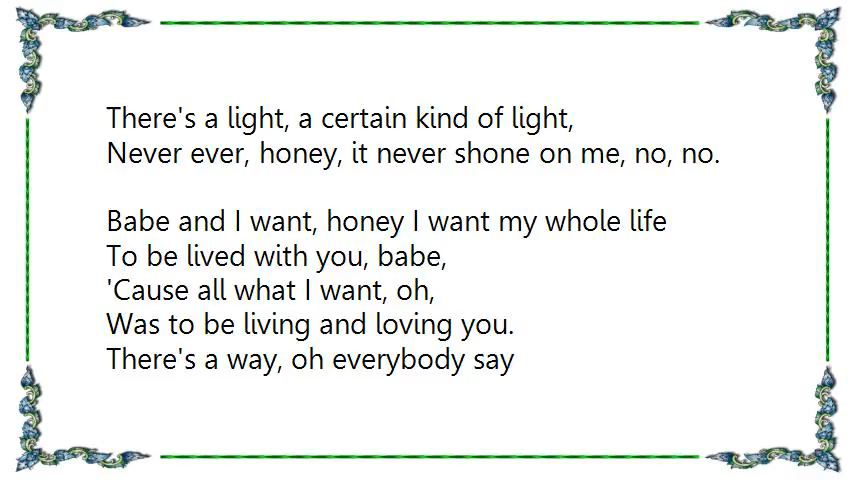 There's a light, a certain kind of light,
Never ever, honey, it never shone on me, no, no.
Babe and I want, honey I want my whole life
To be lived with you, babe,
'Cause all what I want, oh,
Was to be living and loving you.
There's a way, oh everybody say